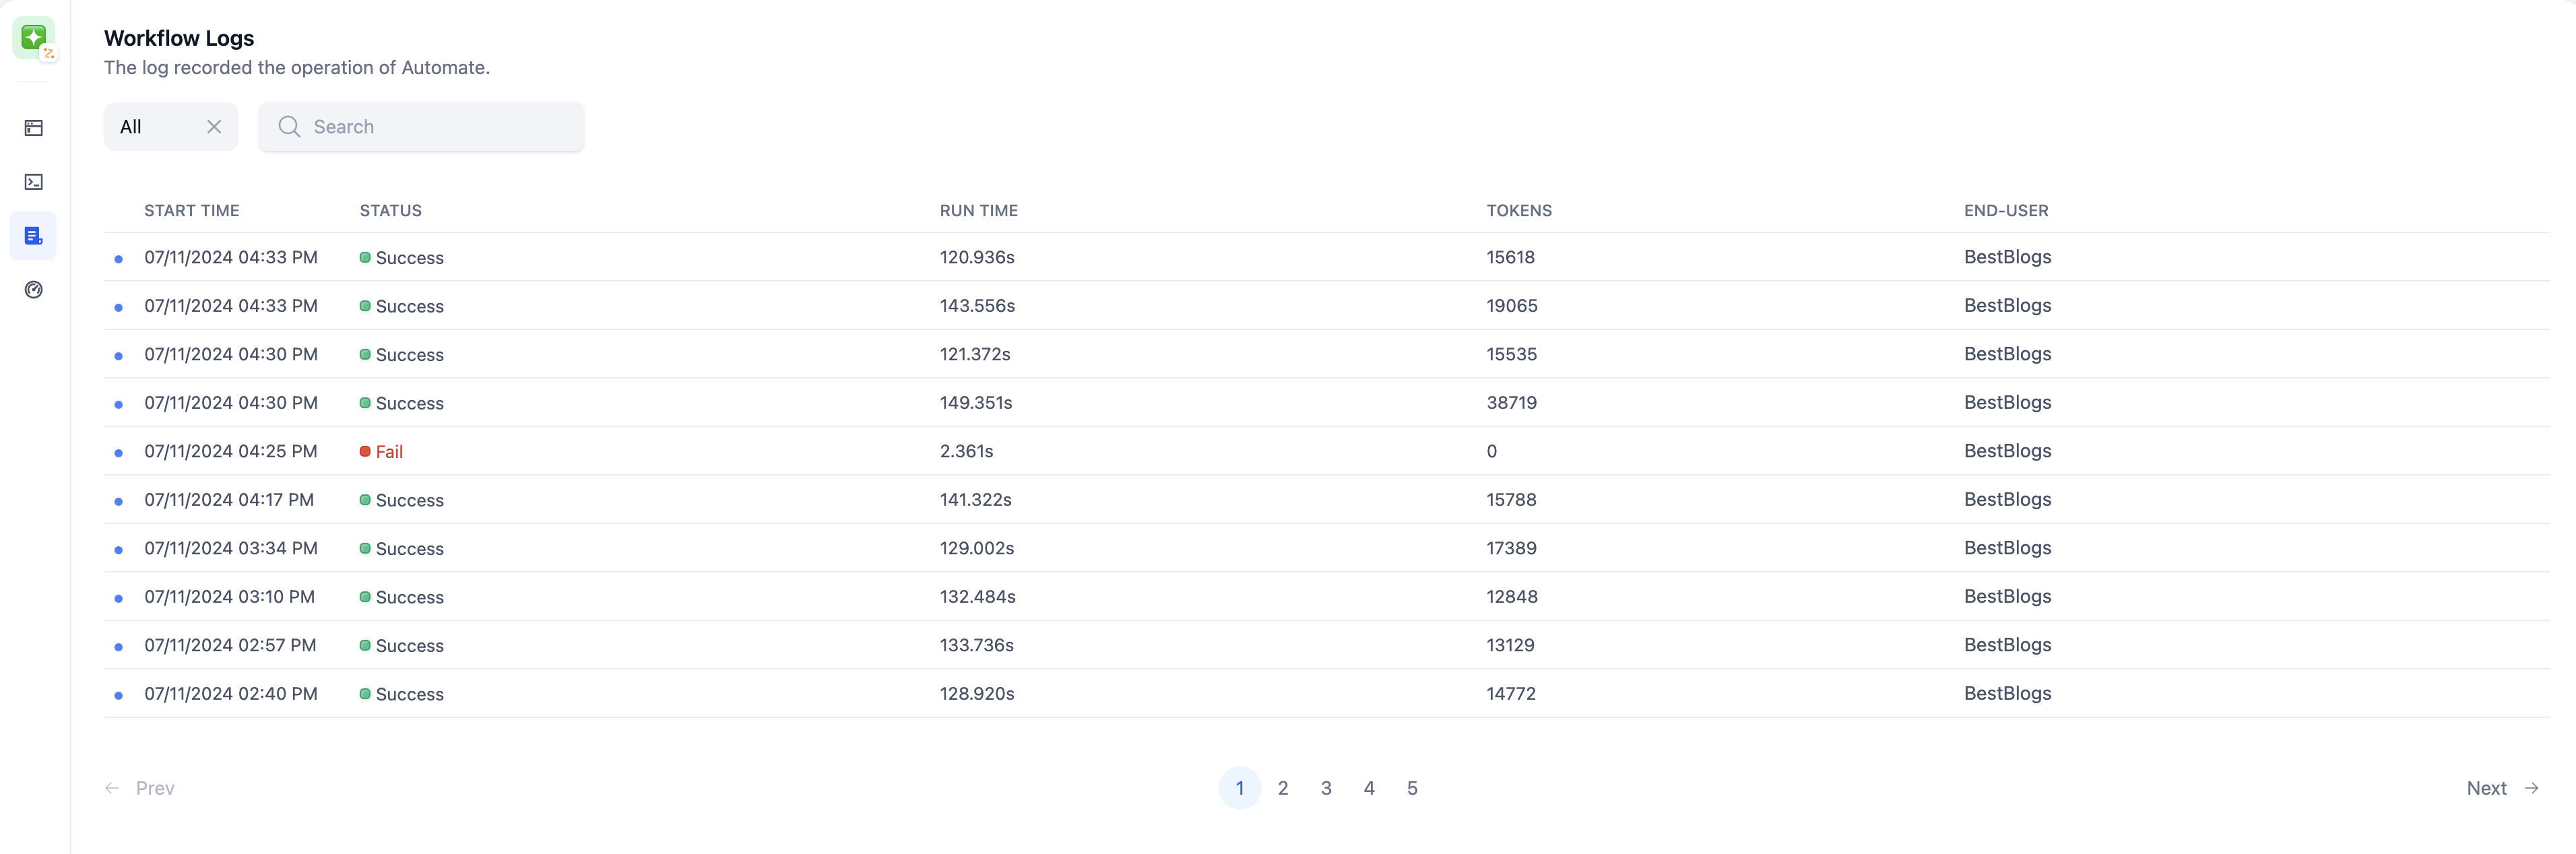 Workflow Logs
The log recorded the operation of Automate.
All
Search
START TIME STATUS RUN TIME TOKENS END-USER
07/11/2024 04:33 PM Success 120.936s 15618 BestBlogs
07/11/2024 04:33 PM Success 143.556s 19065 BestBlogs
07/11/2024 04:30 PM Success 121.372s 15535 BestBlogs
07/11/2024 04:30 PM Success 149.351s 38719 BestBlogs
07/11/2024 04:25 PM Fail 2.361s 0 BestBlogs
07/11/2024 04:17 PM Success 141.322s 15788 BestBlogs
07/11/2024 03:34 PM Success 129.002s 17389 BestBlogs
07/11/2024 03:10 PM Success 132.484s 12848 BestBlogs
07/11/2024 02:57 PM Success 133.736s 13129 BestBlogs
07/11/2024 02:40 PM Success 128.920s 14772 BestBlogs
Prev 1 2 3 4 5 Next